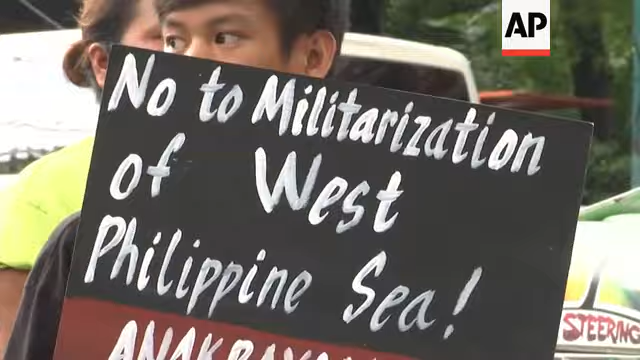 AP
No to Militarization
of West
Philippine Sea!
STEERING